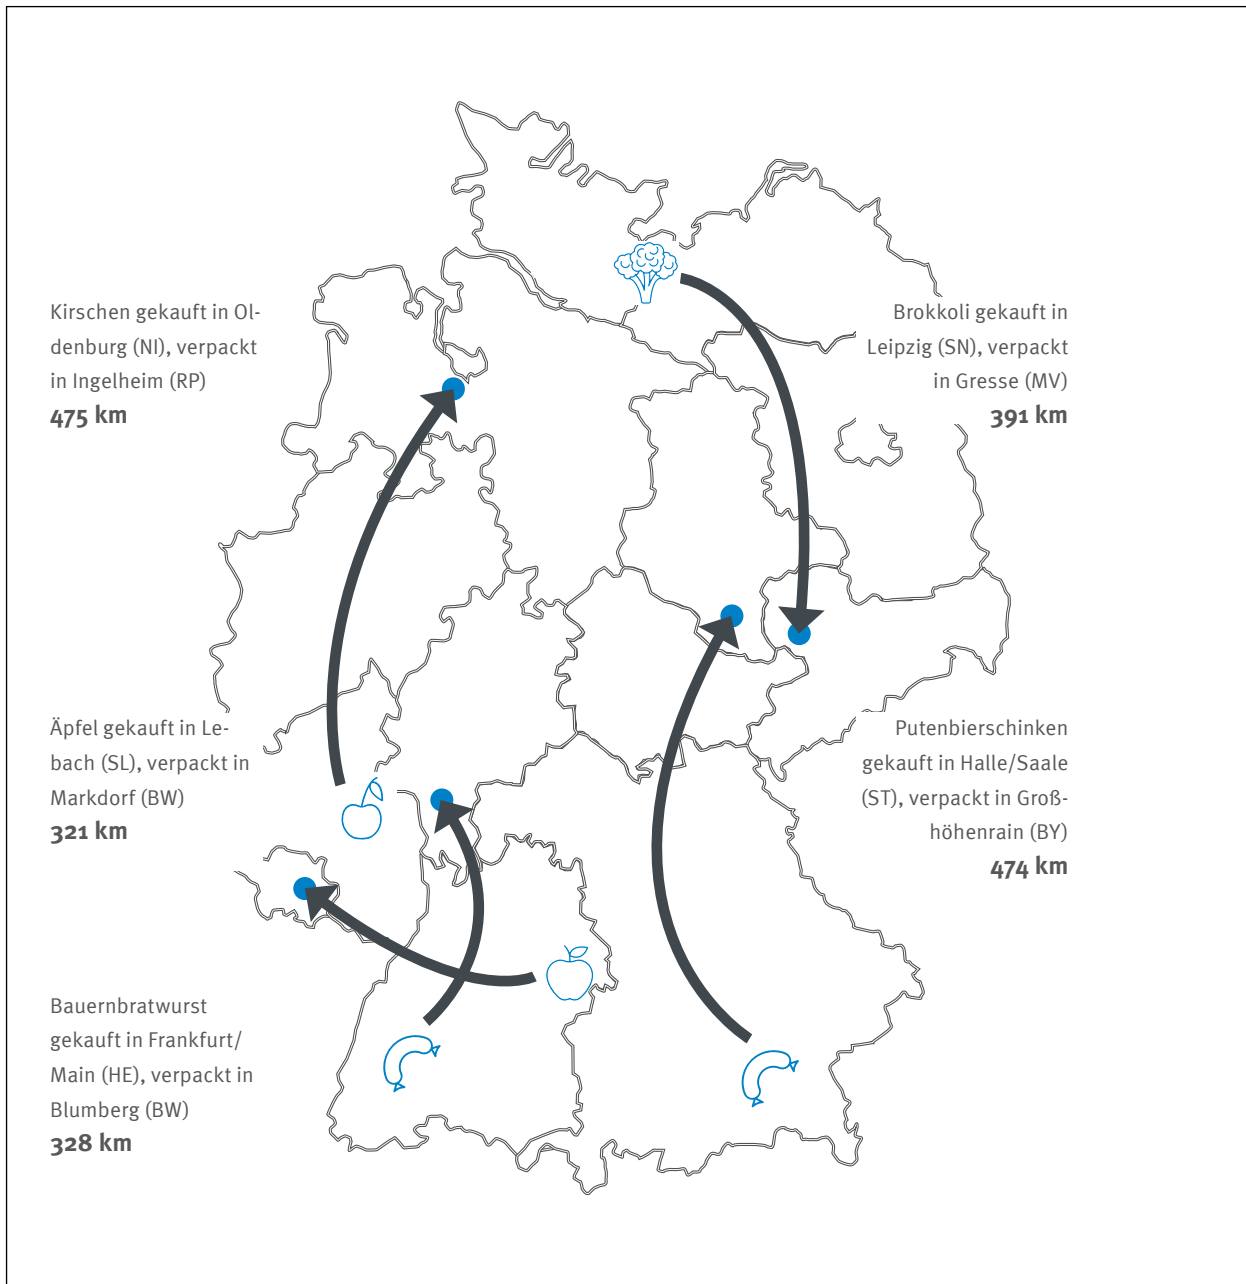 Kirschen gekauft in Ol-
denburg (NI), verpackt
in Ingelheim (RP)
475 km
Brokkoli gekauft in
Leipzig (SN), verpackt
in Gresse (MV)
391 km
Äpfel gekauft in Le-
bach (SL), verpackt in
Markdorf (BW)
321 km
Putenbierschinken
gekauft in Halle/Saale
(ST), verpackt in Groß-
höhenrain (BY)
474 km
Bauernbratwurst
gekauft in Frankfurt/
Main (HE), verpackt in
Blumberg (BW)
328 km